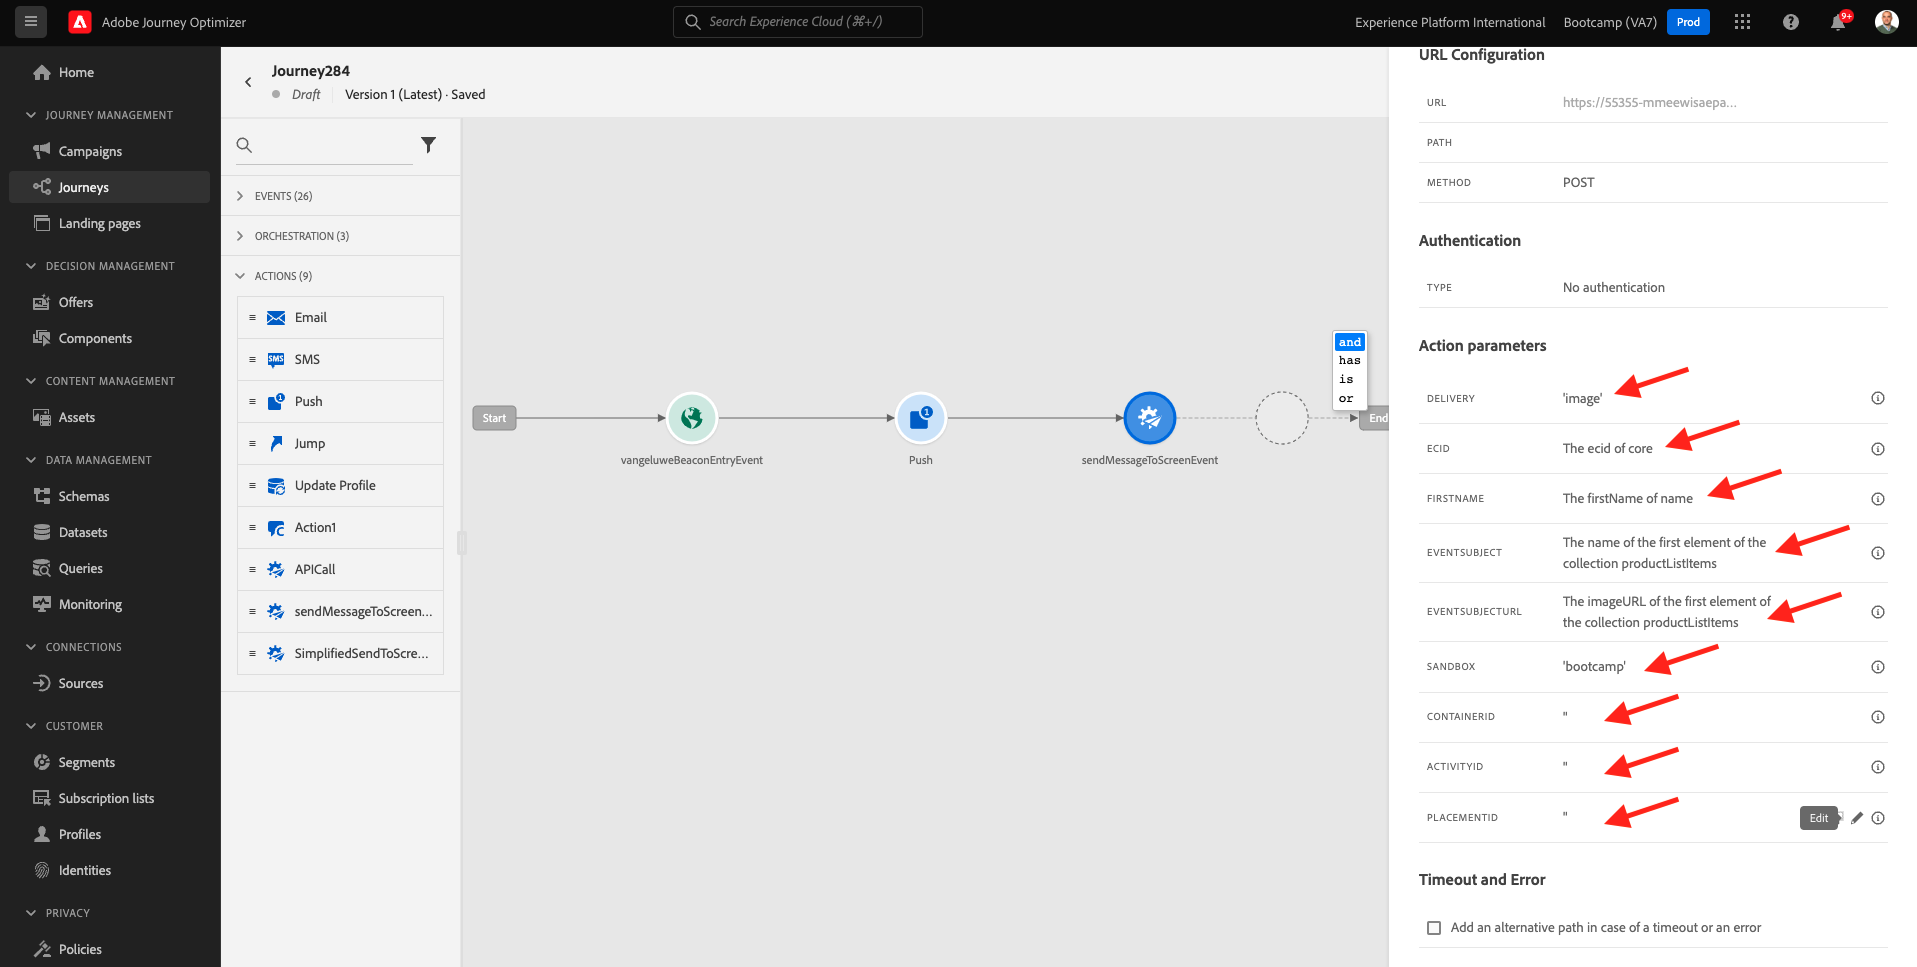 Adobe Journey Optimizer
Search Experience Cloud (⌘+/)
Experience Platform International
Bootcamp (VA7)
Prod
9+
Home
JOURNEY MANAGEMENT
Campaigns
Journeys
Landing pages
DECISION MANAGEMENT
Offers
Components
CONTENT MANAGEMENT
Assets
DATA MANAGEMENT
Schemas
Datasets
Queries
Monitoring
CONNECTIONS
Sources
CUSTOMER
Segments
Subscription lists
Profiles
Identities
PRIVACY
Policies
Journey284
Draft
Version 1 (Latest) · Saved
EVENTS (26)
ORCHESTRATION (3)
ACTIONS (9)
Email
SMS
SMS
Push
Jump
Update Profile
Action1
APICall
sendMessageToScreen...
SimplifiedSendToScre...
Start
vangeluweBeaconEntryEvent
1
Push
sendMessageToScreenEvent
and
has
is
or
End
URL Configuration
URL
https://55355-mmeewisaepa...
PATH
METHOD
POST
Authentication
TYPE
No authentication
Action parameters
DELIVERY
'image'
ECID
The ecid of core
FIRSTNAME
The firstName of name
EVENTSUBJECT
The name of the first element of the
collection productListItems
EVENTSUBJECTURL
The imageURL of the first element of
the collection productListItems
SANDBOX
'bootcamp'
CONTAINERID
''
ACTIVITYID
''
PLACEMENTID
''
Edit
Timeout and Error
Add an alternative path in case of a timeout or an error